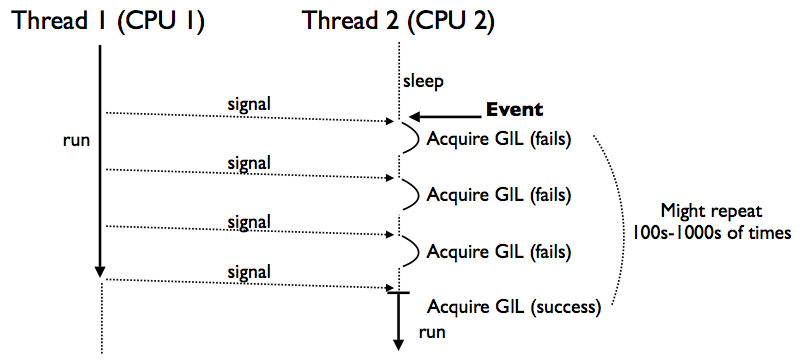 Thread 1 (CPU 1)
Thread 2 (CPU 2)
sleep
signal
Event
run
Acquire GIL (fails)
signal
Acquire GIL (fails)
Might repeat
100s-1000s of times
signal
Acquire GIL (fails)
signal
Acquire GIL (success)
run